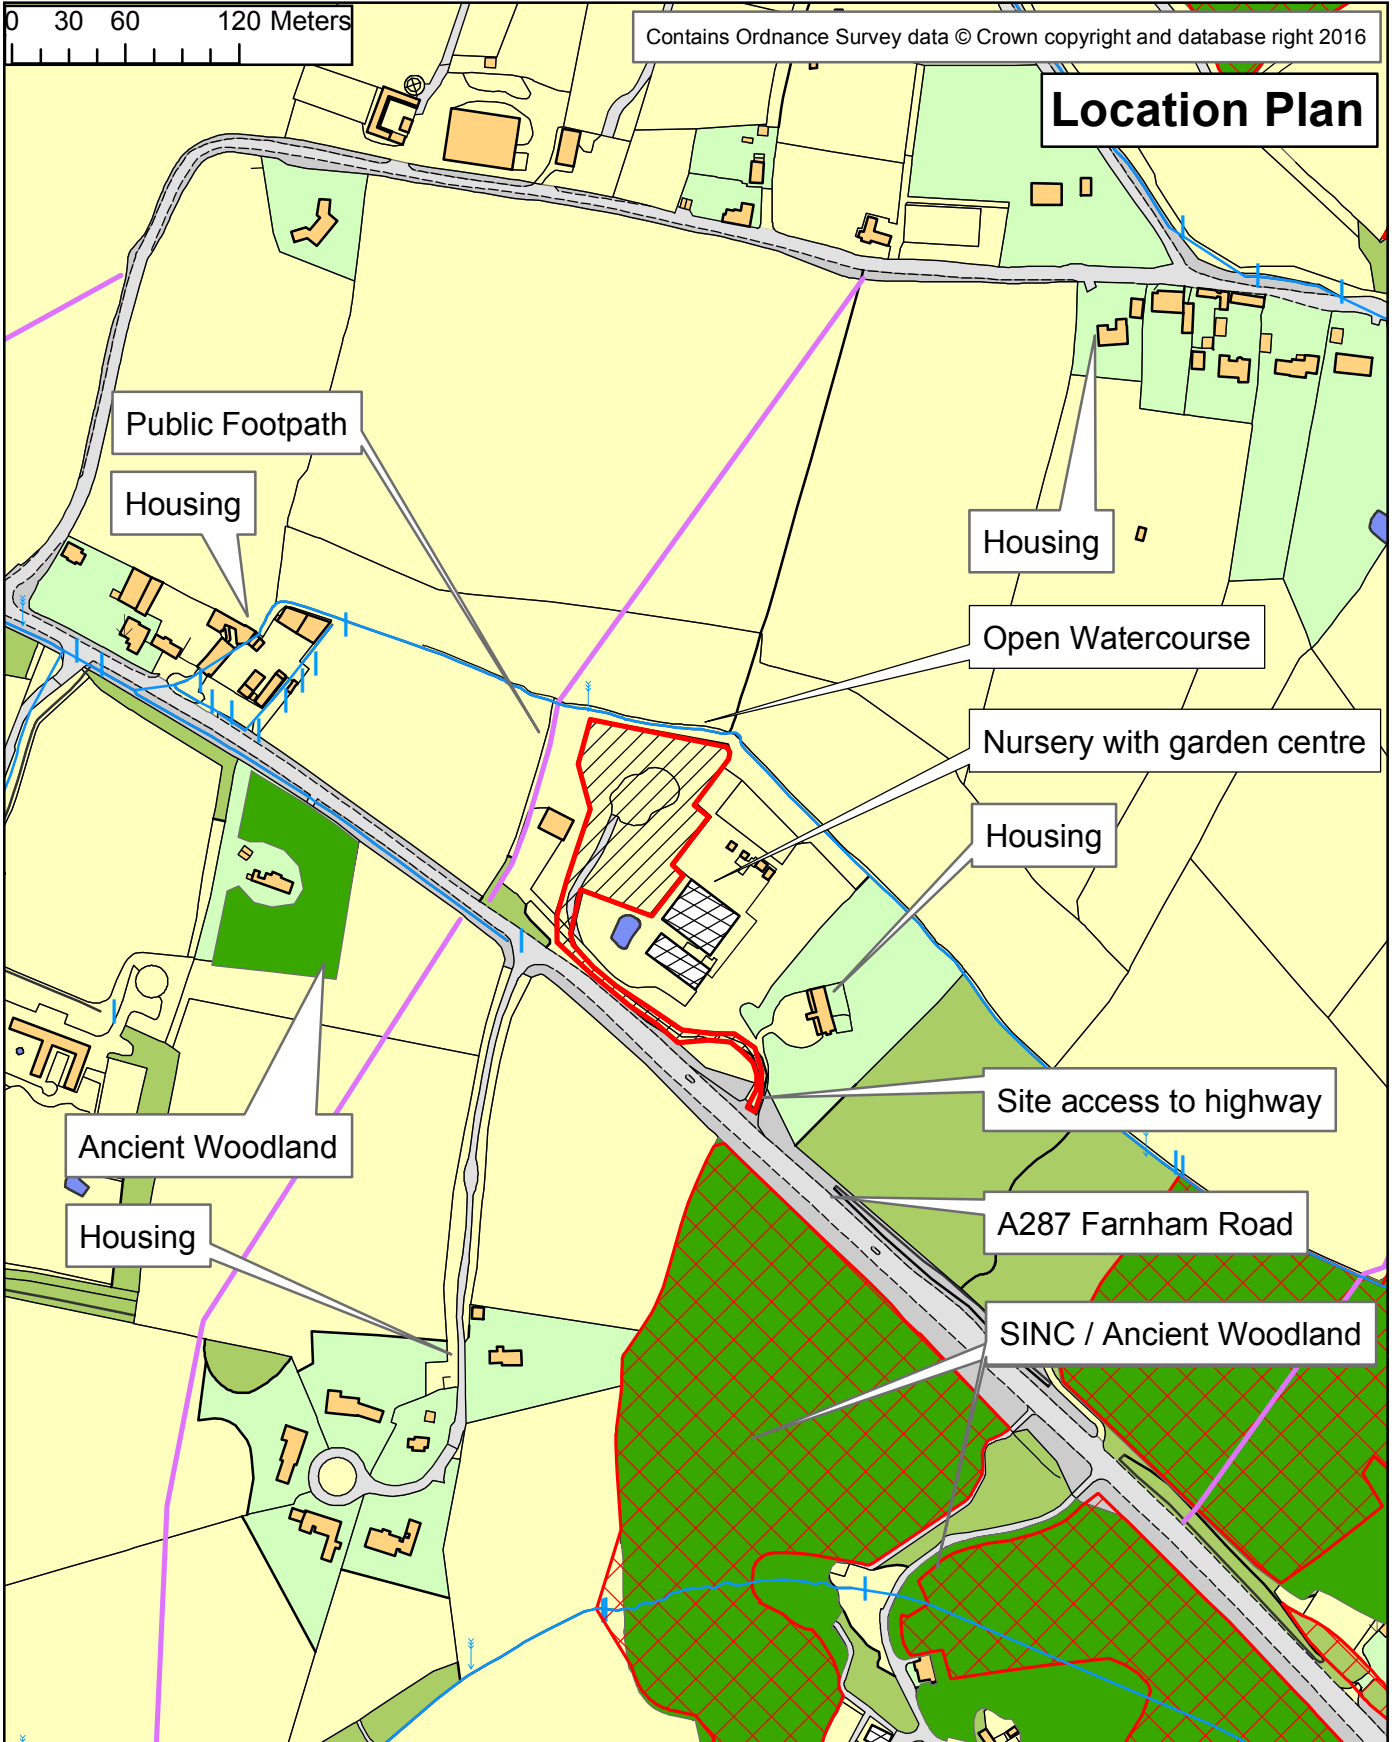 0 30 60 120 Meters
Contains Ordnance Survey data © Crown copyright and database right 2016
Location Plan
Public Footpath
Housing
Housing
Open Watercourse
Nursery with garden centre
Housing
Site access to highway
Ancient Woodland
A287 Farnham Road
Housing
SINC / Ancient Woodland